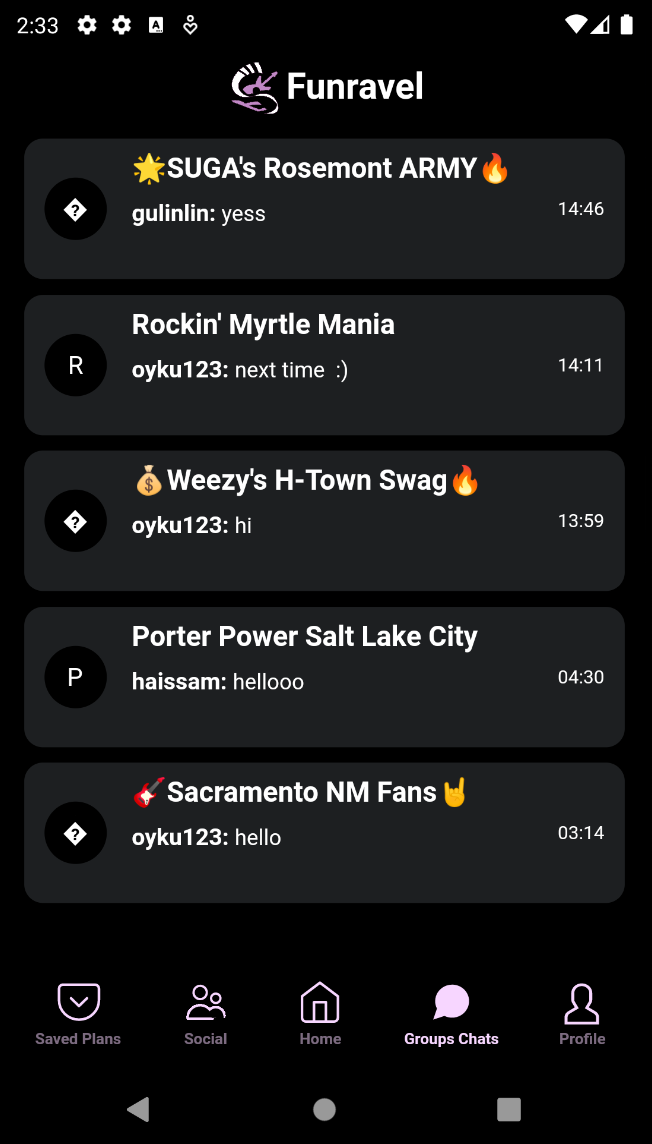 2:33
Funravel
🌟SUGA's Rosemont ARMY🔥
�
gulinlin: yess
14:46
Rockin' Myrtle Mania
R
oyku123: next time  :)
14:11
💰Weezy's H-Town Swag🔥
�
oyku123: hi
13:59
Porter Power Salt Lake City
P
haissam: hellooo
04:30
🎸Sacramento NM Fans🤘
�
oyku123: hello
03:14
Saved Plans Social Home Groups Chats Profile